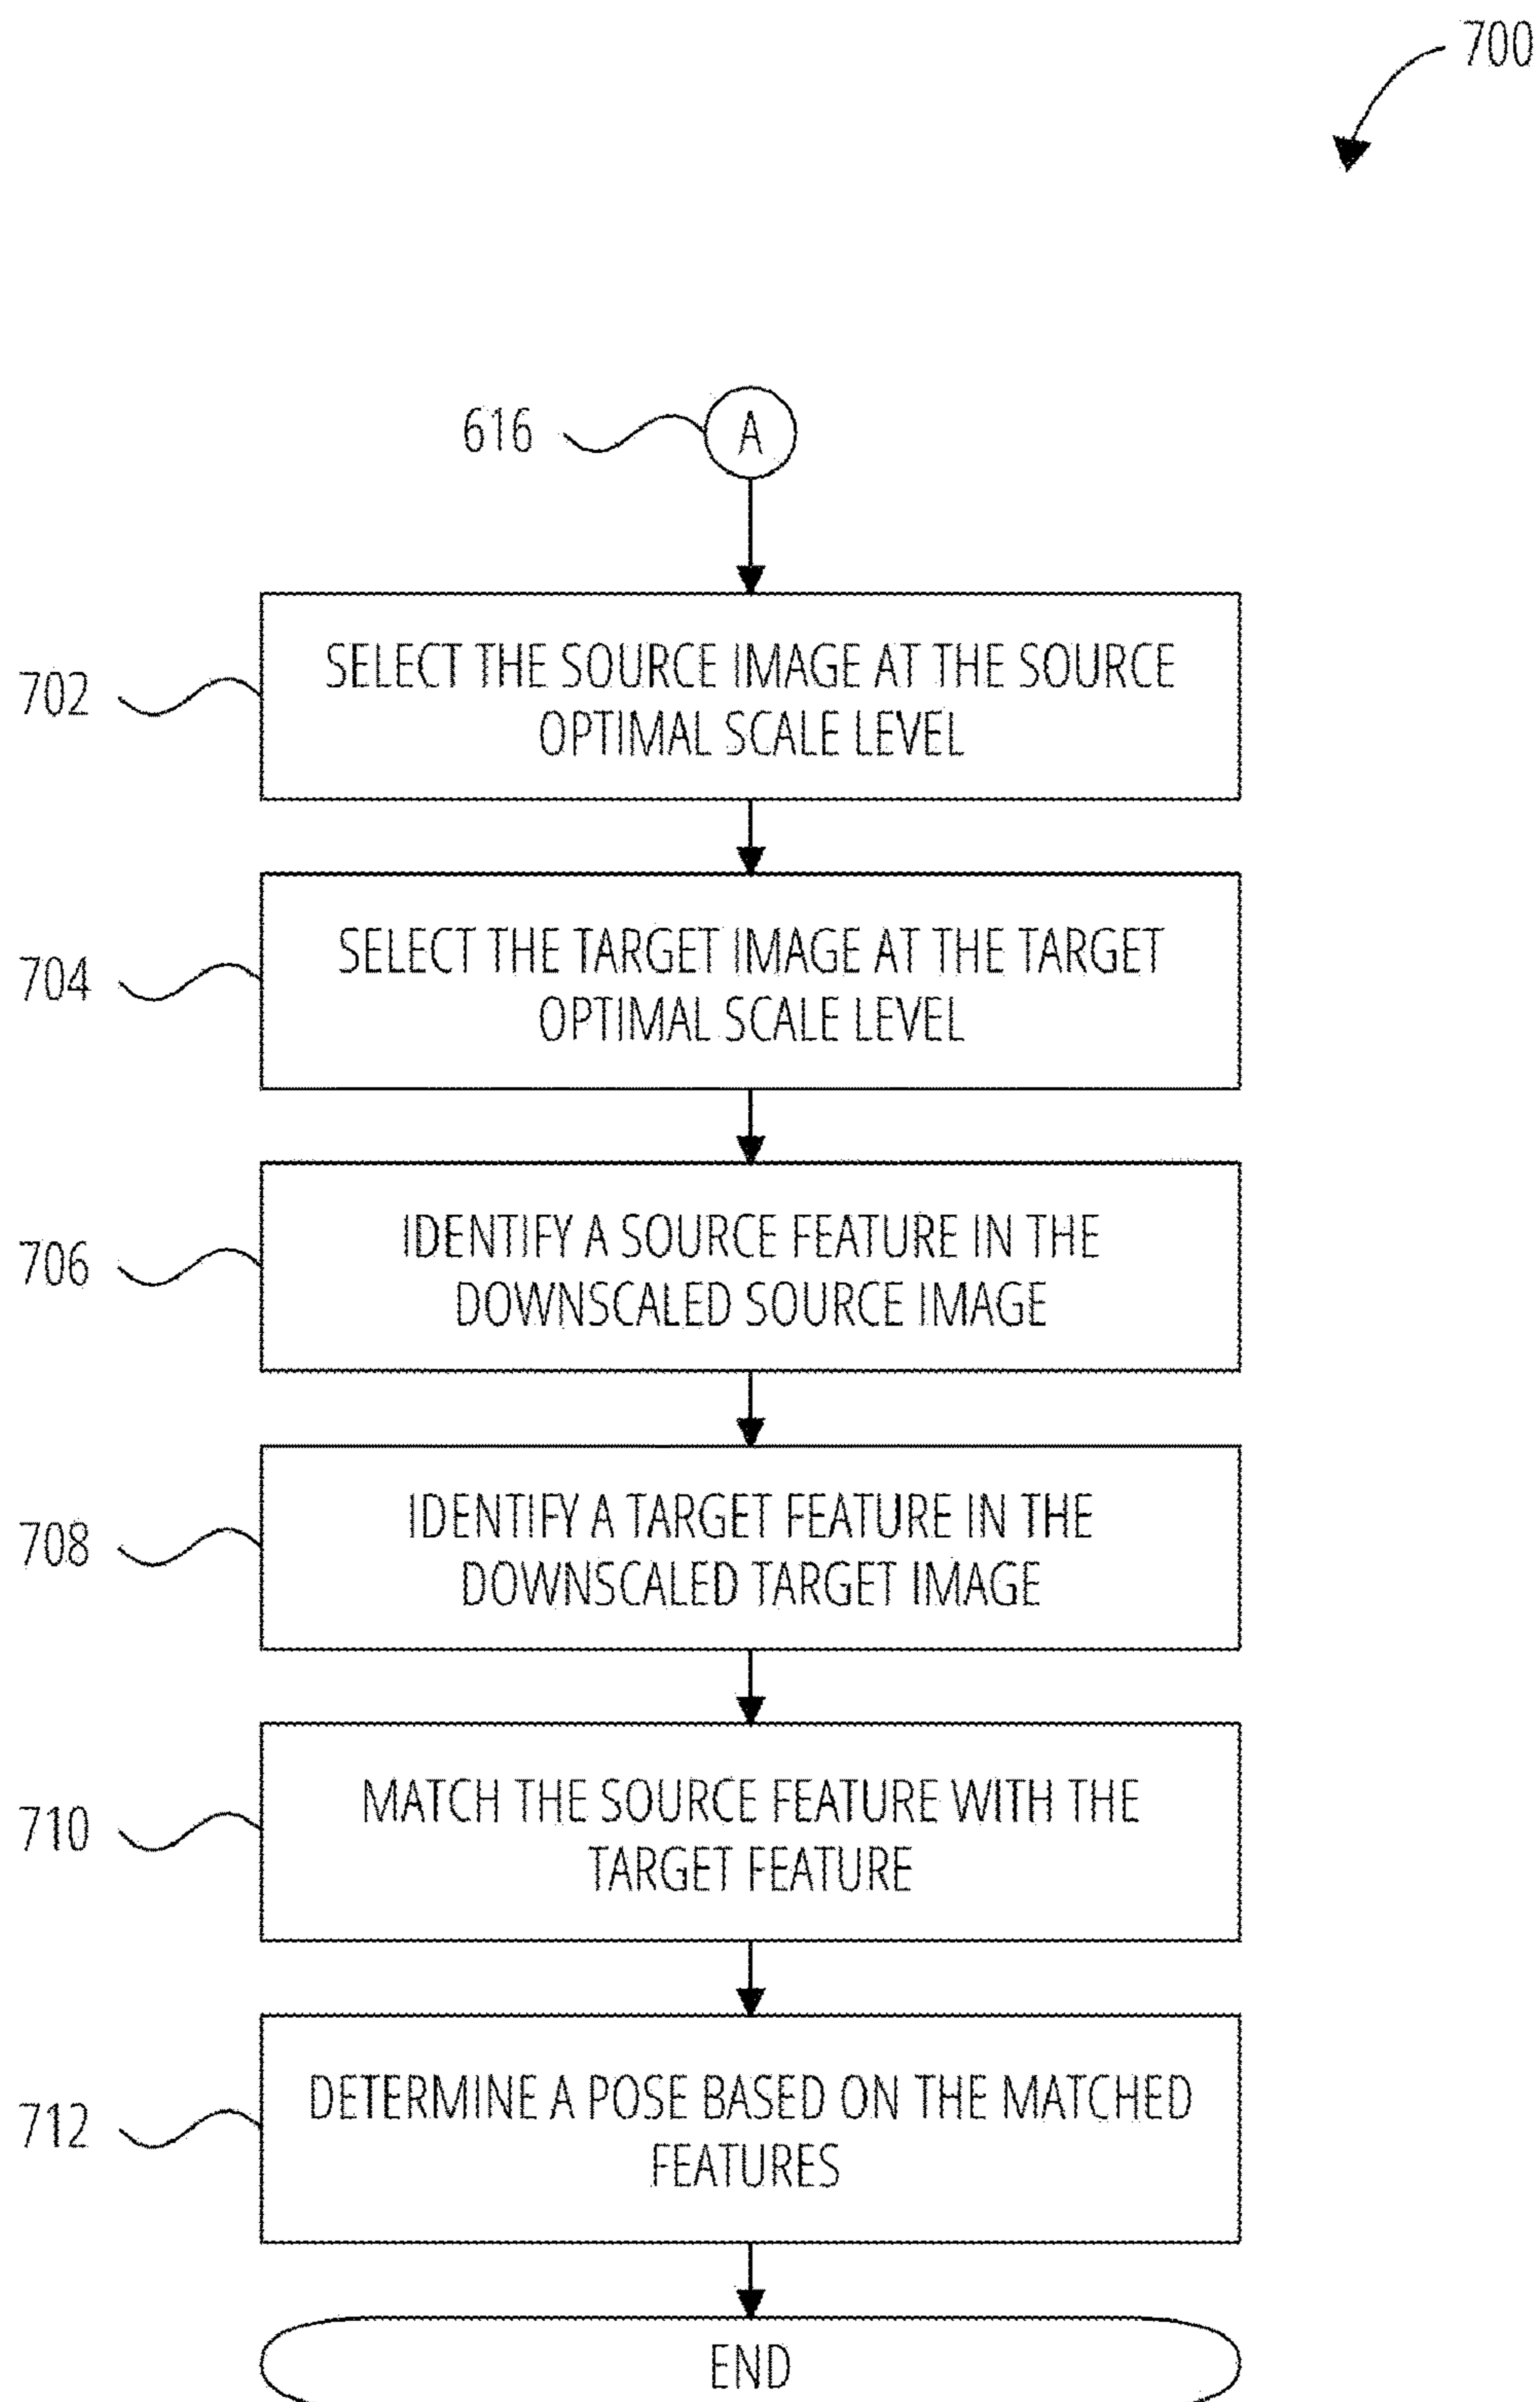 700
616
A
702
SELECT THE SOURCE IMAGE AT THE SOURCE
OPTIMAL SCALE LEVEL
704
SELECT THE TARGET IMAGE AT THE TARGET
OPTIMAL SCALE LEVEL
706
IDENTIFY A SOURCE FEATURE IN THE
DOWNSCALED SOURCE IMAGE
708
IDENTIFY A TARGET FEATURE IN THE
DOWNSCALED TARGET IMAGE
710
MATCH THE SOURCE FEATURE WITH THE
TARGET FEATURE
712
DETERMINE A POSE BASED ON THE MATCHED
FEATURES
END